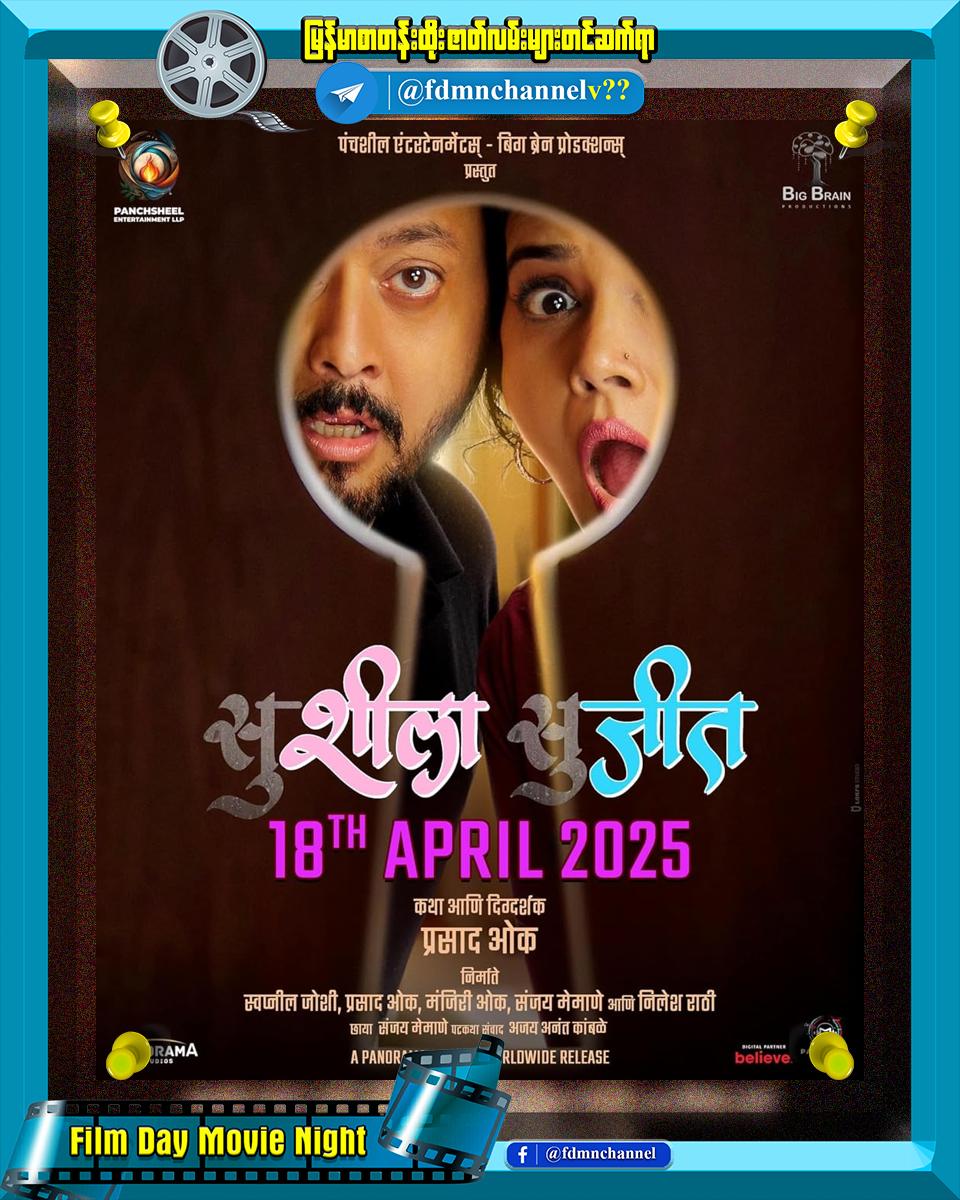 မြန်မာစာတန်းထိုးဇာတ်လမ်းများတင်ဆက်ရာ
@fdmnchannelv??
पंचशील एंटरटेनमेंटस् - बिग ब्रेन प्रोडक्शन्स्
प्रस्तुत
PANCHSHEEL
ENTERTAINMENT LLP
BIG BRAIN
PRODUCTIONS
सुशीला सुजीत
18TH APRIL 2025
कथा आणि दिग्दर्शक
प्रसाद ओक
निर्माते
स्वप्नील जोशी, प्रसाद ओक, मंजिरी ओक, संजय मेमाणे आणि निलेश राठी
छाया संजय मेमाणे पटकथा संवाद अजय अनंत कांबळे
A RLDWIDE RELEASE
DIGITAL PARTNER
believe
Film Day Movie Night
@fdmnchannel